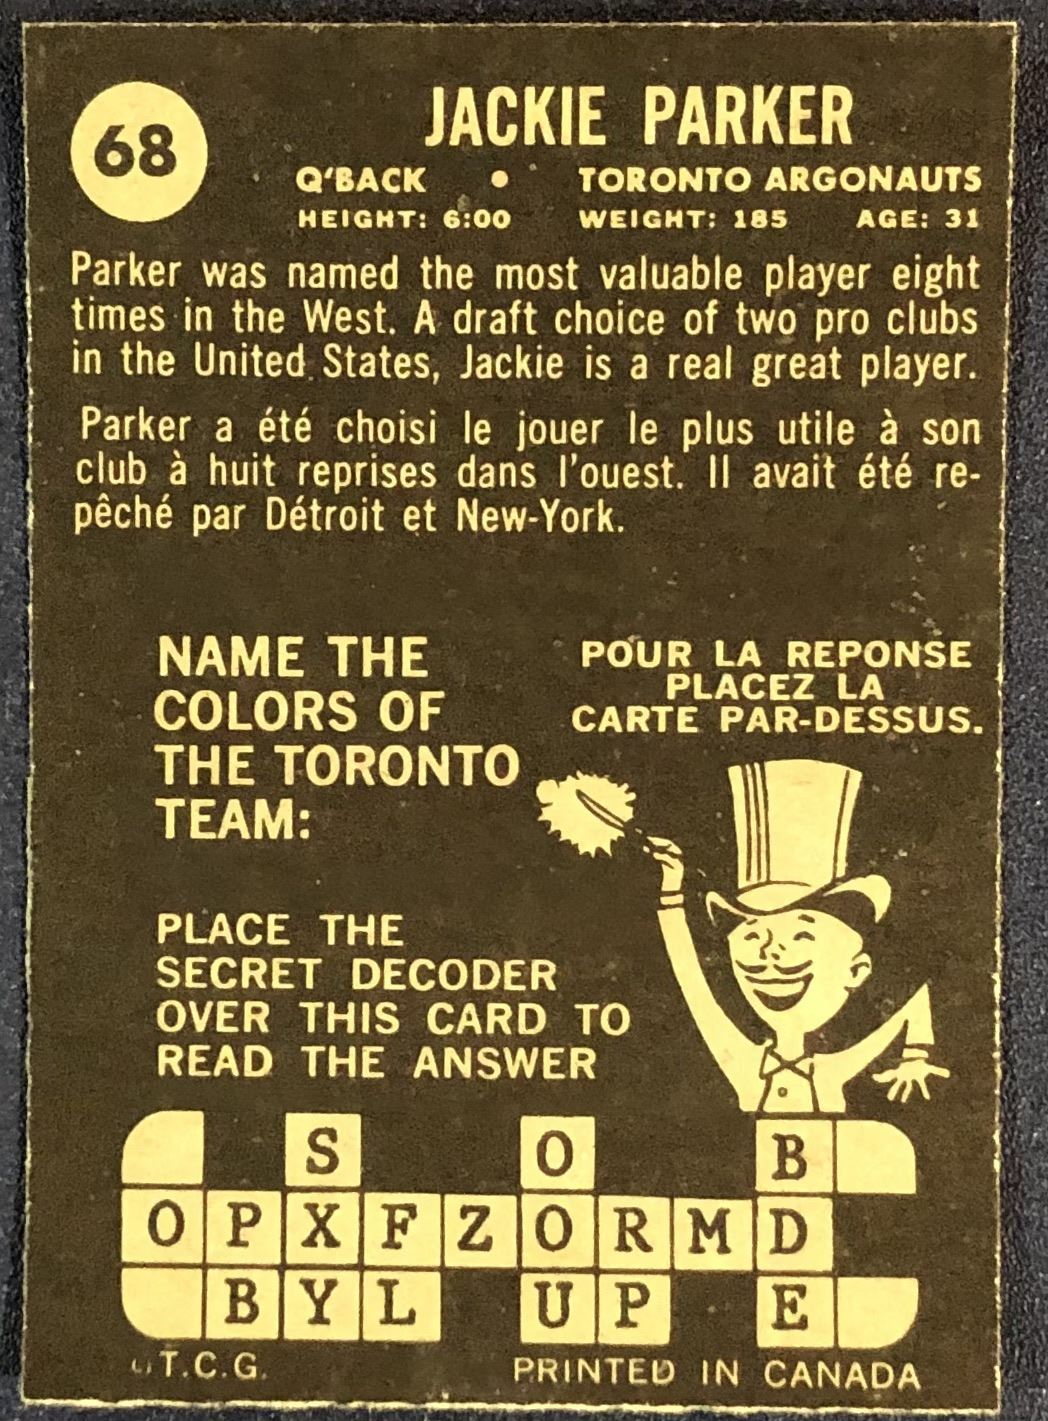 68
JACKIE PARKER
Q'BACK • TORONTO ARGONAUTS
HEIGHT: 6:00 WEIGHT: 185 AGE: 31
Parker was named the most valuable player eight
times in the West. A draft choice of two pro clubs
in the United States, Jackie is a real great player.
Parker a été choisi le jouer le plus utile à son
club à huit reprises dans l'ouest. Il avait été re-
pêché par Détroit et New-York.
NAME THE
COLORS OF
THE TORONTO
TEAM:
POUR LA REPONSE
PLACEZ LA
CARTE PAR-DESSUS.
PLACE THE
SECRET DECODER
OVER THIS CARD TO
READ THE ANSWER
S O B
O P X F Z O R M D
B Y L U P E
T.C.G. PRINTED IN CANADA